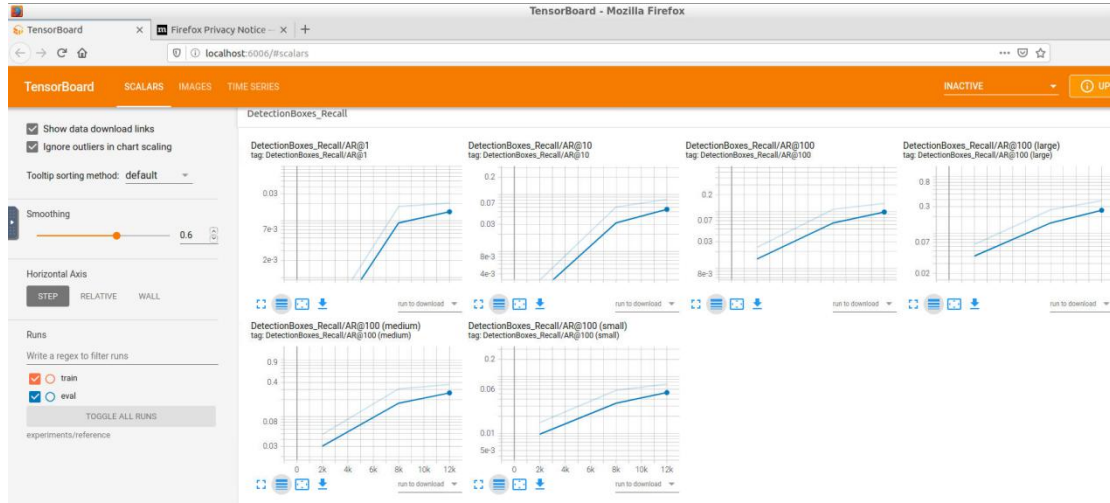 TensorBoard - Mozilla Firefox
TensorBoard
Firefox Privacy Notice —
localhost:6006/#scalars
TensorBoard
SCALARS
IMAGES
TIME SERIES
INACTIVE
UP
Show data download links
Ignore outliers in chart scaling
Tooltip sorting method: default
Smoothing
0.6
Horizontal Axis
STEP
RELATIVE
WALL
Runs
Write a regex to filter runs
train
eval
TOGGLE ALL RUNS
experiments/reference
DetectionBoxes_Recall
DetectionBoxes_Recall/AR@1
tag: DetectionBoxes_Recall/AR@1
0.03
7e-3
2e-3
run to download
DetectionBoxes_Recall/AR@10
tag: DetectionBoxes_Recall/AR@10
0.2
0.07
0.03
8e-3
4e-3
run to download
DetectionBoxes_Recall/AR@100
tag: DetectionBoxes_Recall/AR@100
0.2
0.07
0.03
8e-3
run to download
DetectionBoxes_Recall/AR@100 (large)
tag: DetectionBoxes_Recall/AR@100 (large)
0.8
0.3
0.07
0.02
run to download
DetectionBoxes_Recall/AR@100 (medium)
tag: DetectionBoxes_Recall/AR@100 (medium)
0.9
0.4
0.08
0.03
0 2k 4k 6k 8k 10k 12k
run to download
DetectionBoxes_Recall/AR@100 (small)
tag: DetectionBoxes_Recall/AR@100 (small)
0.2
0.06
0.01
5e-3
0 2k 4k 6k 8k 10k 12k
run to download